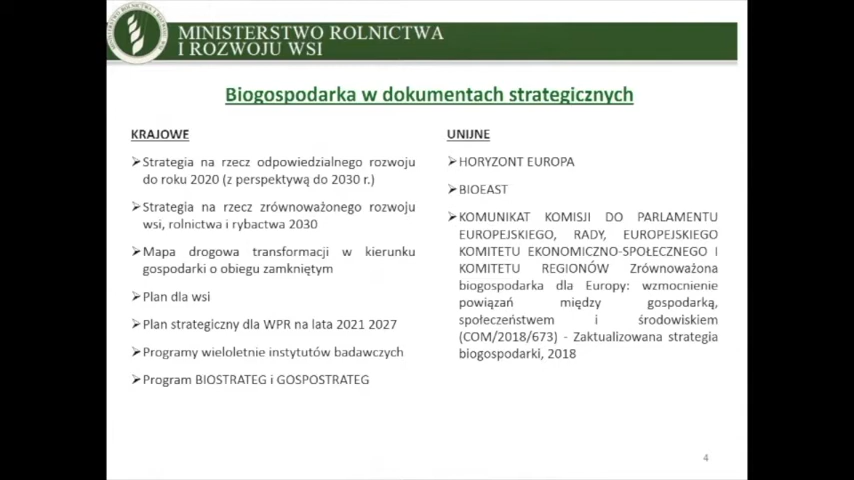 MINISTERSTWO ROLNICTWA
I ROZWOJU WSI
Biogospodarka w dokumentach strategicznych
KRAJOWE
➢Strategia na rzecz odpowiedzialnego rozwoju
do roku 2020 (z perspektywą do 2030 r.)
➢Strategia na rzecz zrównoważonego rozwoju
wsi, rolnictwa i rybactwa 2030
➢Mapa drogowa transformacji w kierunku
gospodarki o obiegu zamkniętym
➢Plan dla wsi
➢Plan strategiczny dla WPR na lata 2021 2027
➢Programy wieloletnie instytutów badawczych
➢Program BIOSTRATEG i GOSPOSTRATEG
UNIJNE
➢HORYZONT EUROPA
➢BIOEAST
➢KOMUNIKAT KOMISJI DO PARLAMENTU
EUROPEJSKIEGO, RADY, EUROPEJSKIEGO
KOMITETU EKONOMICZNO-SPOŁECZNEGO I
KOMITETU REGIONÓW Zrównoważona
biogospodarka dla Europy: wzmocnienie
powiązań między gospodarką,
społeczeństwem i środowiskiem
(COM/2018/673) - Zaktualizowana strategia
biogospodarki, 2018
4